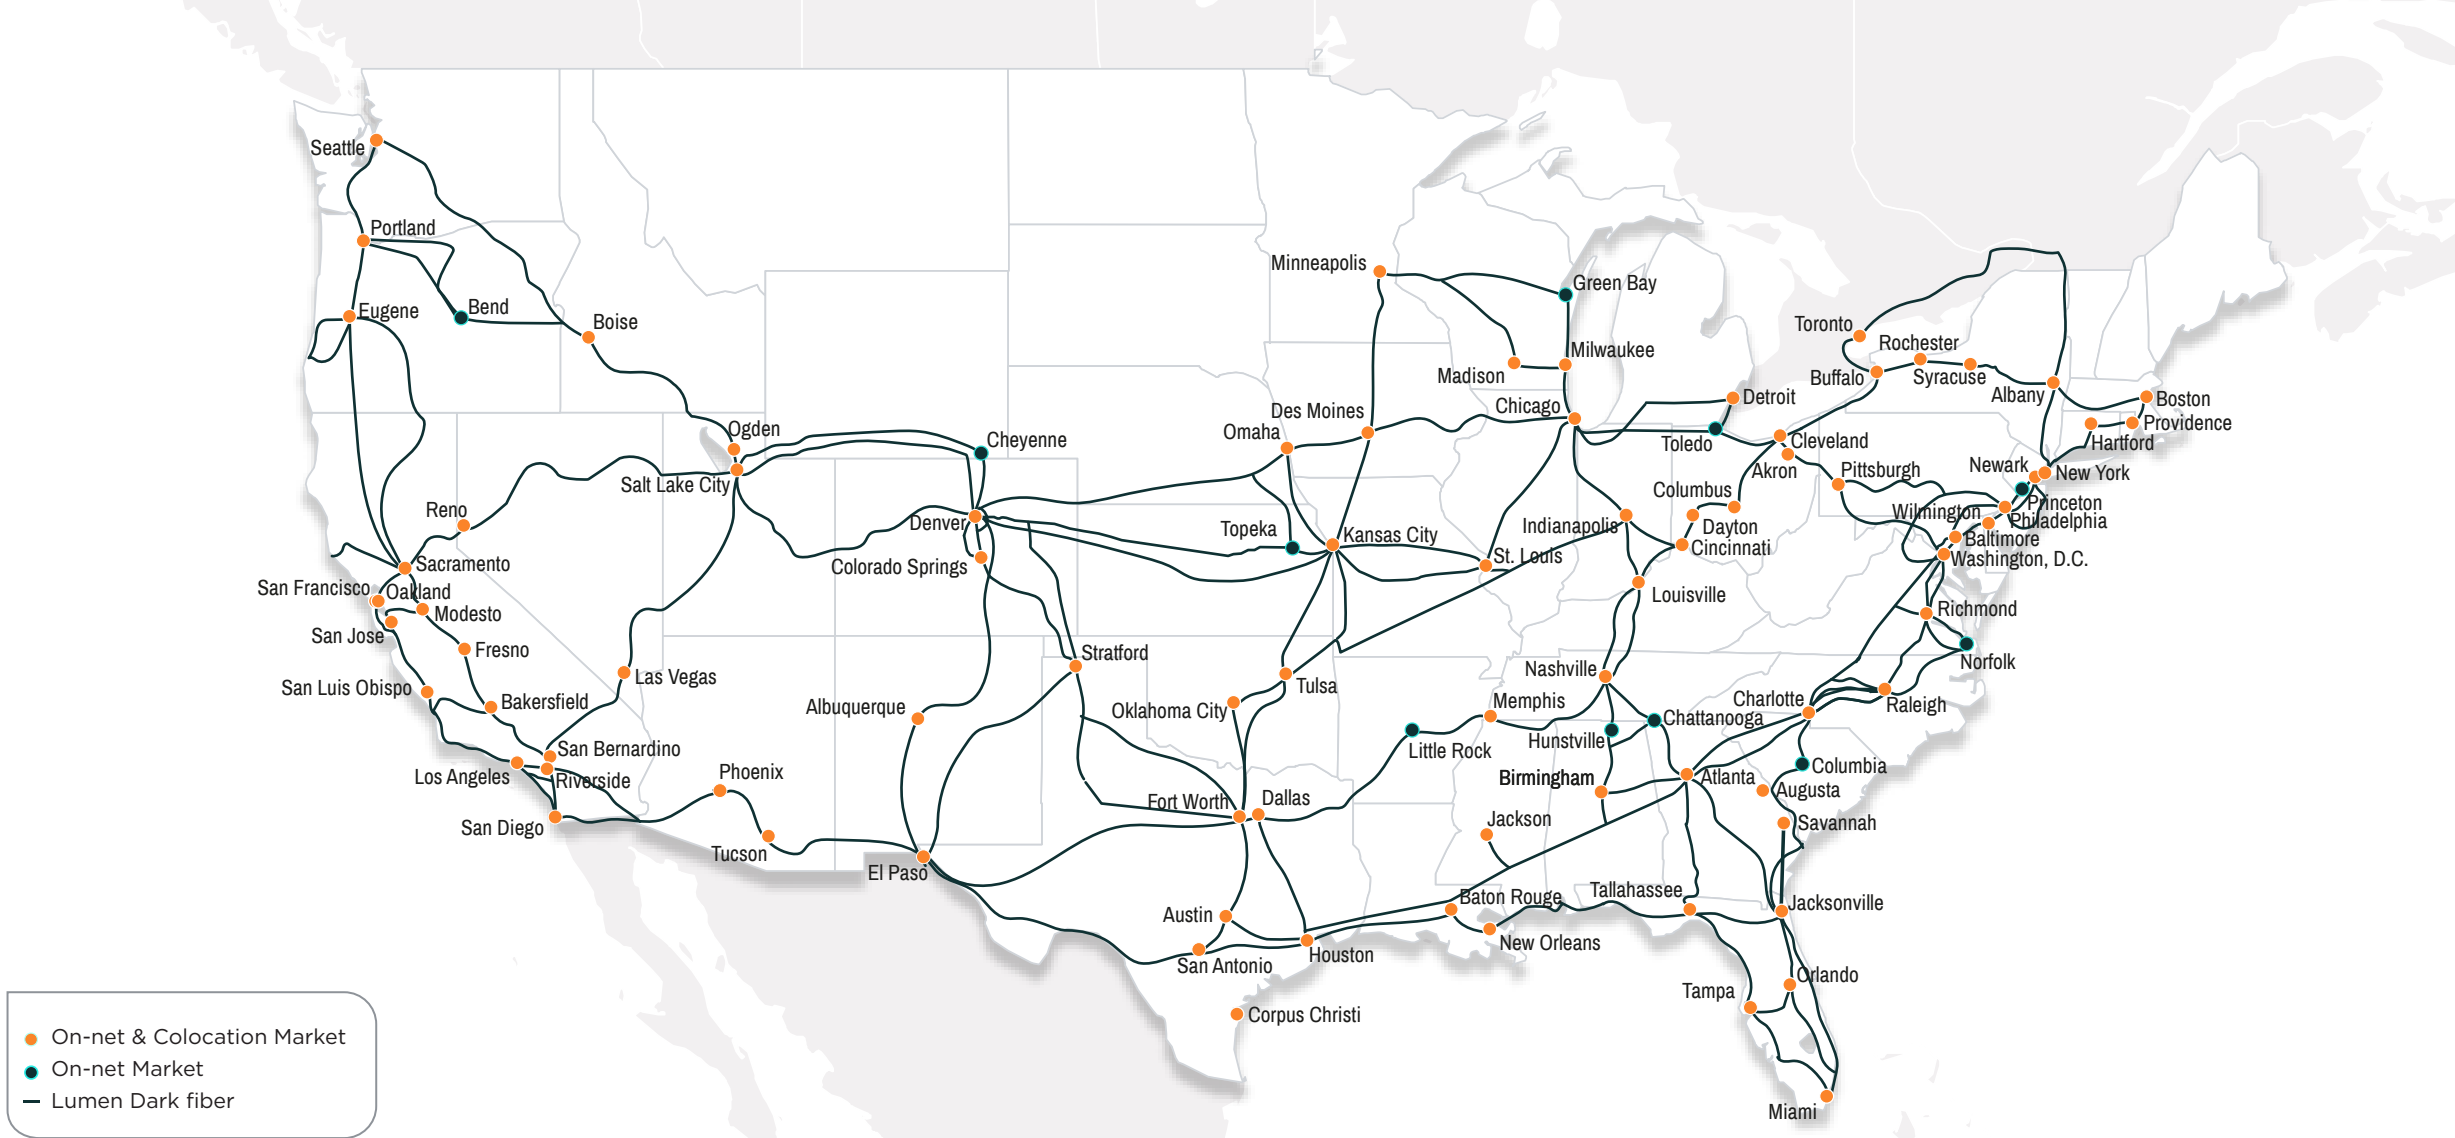 Seattle
Portland
Eugene
Bend
Boise
Minneapolis
Green Bay
Milwaukee
Madison
Toronto
Rochester
Buffalo
Syracuse
Albany
Boston
Providence
Hartford
Detroit
Toledo
Chicago
Des Moines
Omaha
Cheyenne
Ogden
Salt Lake City
Reno
Cleveland
Akron
Pittsburgh
Newark
New York
Princeton
Philadelphia
Wilmington
Baltimore
Washington, D.C.
Columbus
Dayton
Indianapolis
Cincinnati
Denver
Topeka
Kansas City
St. Louis
Colorado Springs
Sacramento
San Francisco
Oakland
Modesto
San Jose
Fresno
Louisville
Richmond
Norfolk
Stratford
Nashville
Las Vegas
San Luis Obispo
Bakersfield
Tulsa
Oklahoma City
Memphis
Albuquerque
Charlotte
Raleigh
Chattanooga
Little Rock
Hunstville
San Bernardino
Riverside
Los Angeles
Phoenix
Columbia
Birmingham
Atlanta
Augusta
Fort Worth
Dallas
San Diego
Tucson
Jackson
Savannah
El Paso
Austin
Baton Rouge
Tallahassee
Jacksonville
New Orleans
Houston
San Antonio
Orlando
Tampa
Corpus Christi
Miami
On-net & Colocation Market
On-net Market
Lumen Dark fiber